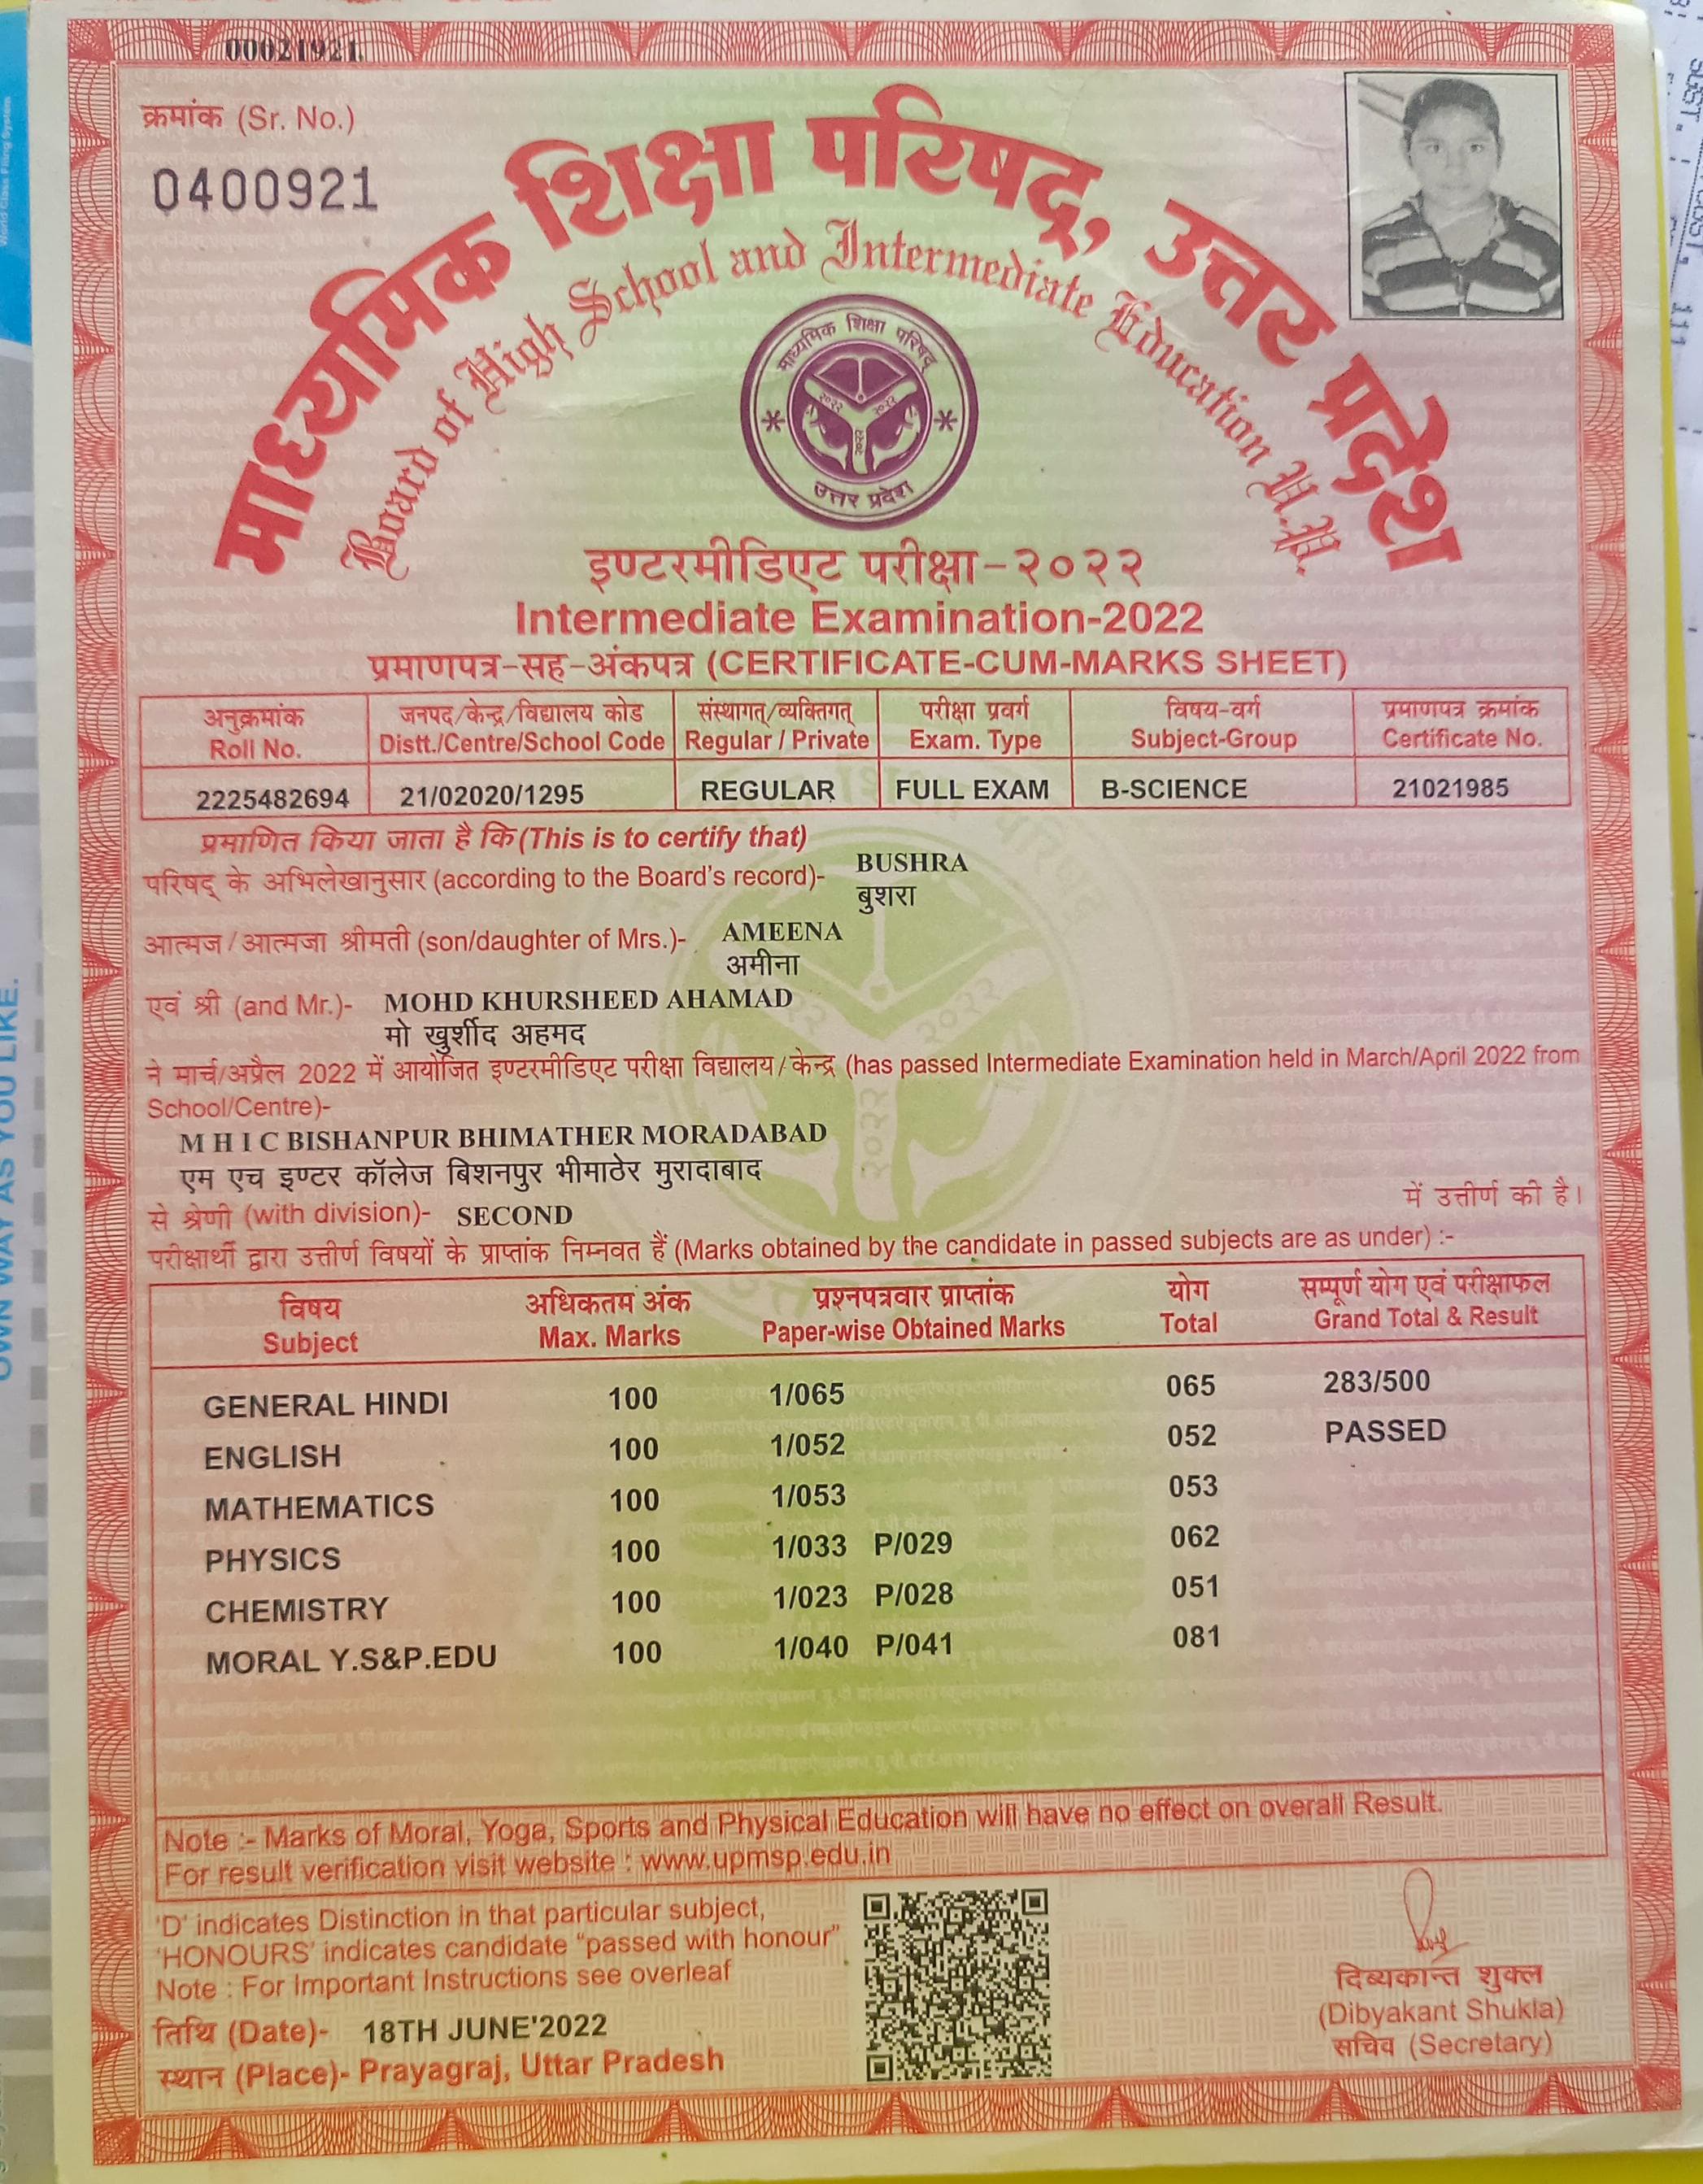 00021921
क्रमांक (Sr. No.)
0400921
माध्यमिक शिक्षा परिषद्, उत्तर प्रदेश
Board of High School and Intermediate Education U.P.
माध्यमिक शिक्षा परिषद्
२०२२ २०२२
२०२२
उत्तर प्रदेश
इण्टरमीडिएट परीक्षा-२०२२
Intermediate Examination-2022
प्रमाणपत्र-सह-अंकपत्र (CERTIFICATE-CUM-MARKS SHEET)
अनुक्रमांक जनपद/केन्द्र/विद्यालय कोड संस्थागत्/व्यक्तिगत् परीक्षा प्रवर्ग विषय-वर्ग प्रमाणपत्र क्रमांक
Roll No. Distt./Centre/School Code Regular / Private Exam. Type Subject-Group Certificate No.
2225482694 21/02020/1295 REGULAR FULL EXAM B-SCIENCE 21021985
प्रमाणित किया जाता है कि (This is to certify that)
परिषद् के अभिलेखानुसार (according to the Board's record)- BUSHRA
बुशरा
आत्मज/आत्मजा श्रीमती (son/daughter of Mrs.)- AMEENA
अमीना
एवं श्री (and Mr.)- MOHD KHURSHEED AHAMAD
मो खुर्शीद अहमद
ने मार्च/अप्रैल 2022 में आयोजित इण्टरमीडिएट परीक्षा विद्यालय/केन्द्र (has passed Intermediate Examination held in March/April 2022 from
School/Centre)-
M H I C BISHANPUR BHIMATHER MORADABAD
एम एच इण्टर कॉलेज बिशनपुर भीमाठेर मुरादाबाद
से श्रेणी (with division)- SECOND में उत्तीर्ण की है।
परीक्षार्थी द्वारा उत्तीर्ण विषयों के प्राप्तांक निम्नवत हैं (Marks obtained by the candidate in passed subjects are as under) :-
विषय अधिकतम अंक प्रश्नपत्रवार प्राप्तांक योग सम्पूर्ण योग एवं परीक्षाफल
Subject Max. Marks Paper-wise Obtained Marks Total Grand Total & Result
GENERAL HINDI 100 1/065 065 283/500
ENGLISH 100 1/052 052 PASSED
MATHEMATICS 100 1/053 053
PHYSICS 100 1/033 P/029 062
CHEMISTRY 100 1/023 P/028 051
MORAL Y.S&P.EDU 100 1/040 P/041 081
Note :- Marks of Moral, Yoga, Sports and Physical Education will have no effect on overall Result.
For result verification visit website : www.upmsp.edu.in
'D' indicates Distinction in that particular subject,
'HONOURS' indicates candidate "passed with honour"
Note : For Important Instructions see overleaf
तिथि (Date)- 18TH JUNE'2022
स्थान (Place)- Prayagraj, Uttar Pradesh
दिव्यकान्त शुक्ल
(Dibyakant Shukla)
सचिव (Secretary)
World Class Filing System
OWN WAY AS YOU LIKE.